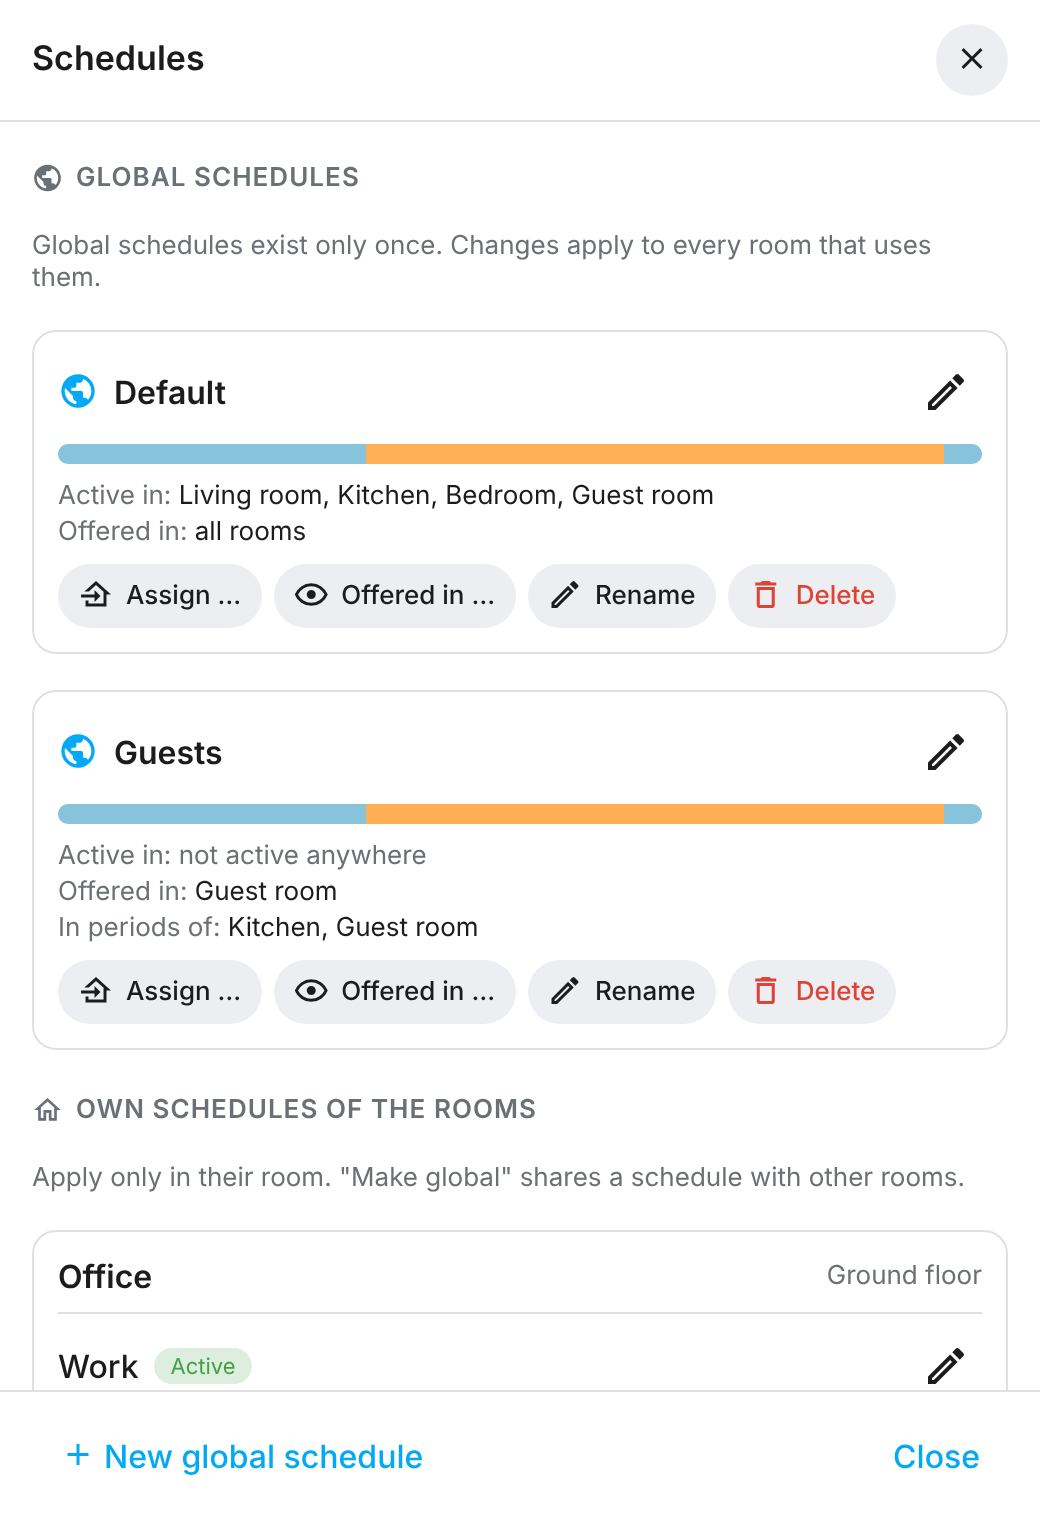 Schedules
GLOBAL SCHEDULES
Global schedules exist only once. Changes apply to every room that uses
them.
Default
Active in: Living room, Kitchen, Bedroom, Guest room
Offered in: all rooms
Assign ...
Offered in ...
Rename
Delete
Guests
Active in: not active anywhere
Offered in: Guest room
In periods of: Kitchen, Guest room
Assign ...
Offered in ...
Rename
Delete
OWN SCHEDULES OF THE ROOMS
Apply only in their room. "Make global" shares a schedule with other rooms.
Office
Ground floor
Work
Active
+ New global schedule
Close